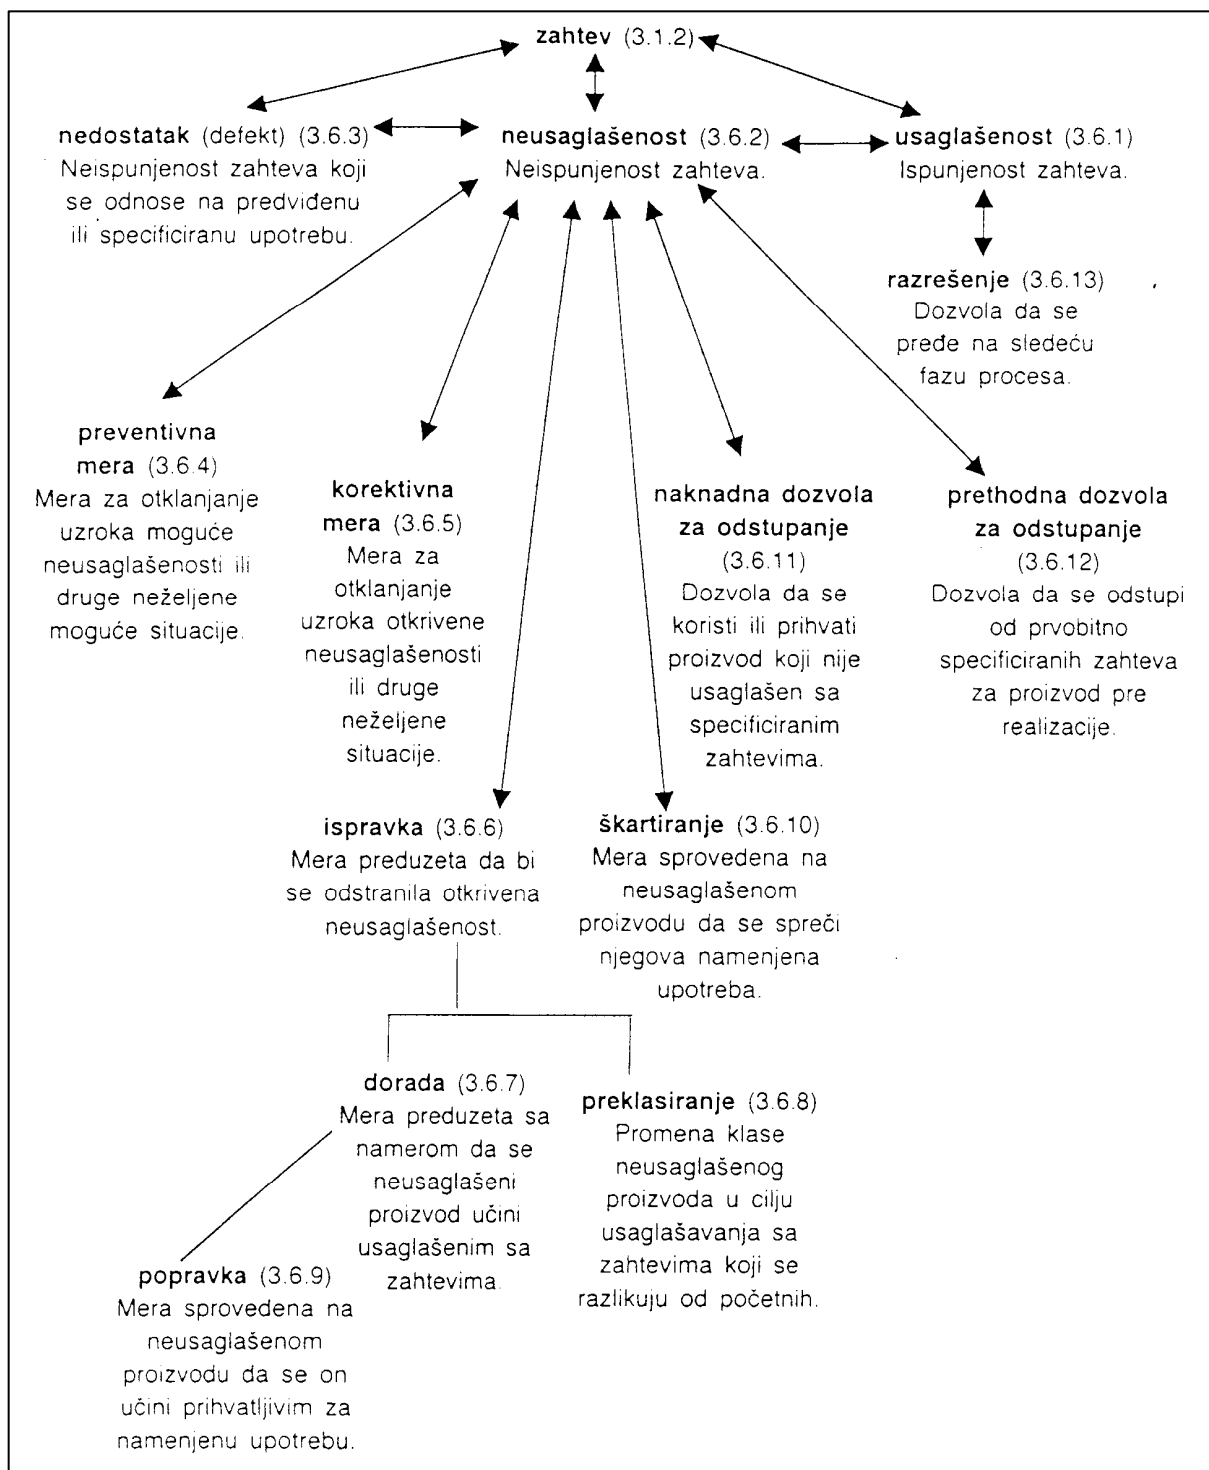 zahtev (3.1.2)
nedostatak (defekt) (3.6.3)
Neispunjenost zahteva koji
se odnose na predviđenu
ili specificiranu upotrebu.
neusaglašenost (3.6.2)
Neispunjenost zahteva.
usaglašenost (3.6.1)
Ispunjenost zahteva.
razrešenje (3.6.13)
Dozvola da se
pređe na sledeću
fazu procesa.
preventivna
mera (3.6.4)
Mera za otklanjanje
uzroka moguće
neusaglašenosti ili
druge neželjene
moguće situacije.
korektivna
mera (3.6.5)
Mera za
otklanjanje
uzroka otkrivene
neusaglašenosti
ili druge
neželjene
situacije.
naknadna dozvola
za odstupanje
(3.6.11)
Dozvola da se
koristi ili prihvati
proizvod koji nije
usaglašen sa
specificiranim
zahtevima.
prethodna dozvola
za odstupanje
(3.6.12)
Dozvola da se odstupi
od prvobitno
specificiranih zahteva
za proizvod pre
realizacije.
ispravka (3.6.6)
Mera preduzeta da bi
se odstranila otkrivena
neusaglašenost.
škartiranje (3.6.10)
Mera sprovedena na
neusaglašenom
proizvodu da se spreči
njegova namenjena
upotreba.
dorada (3.6.7)
Mera preduzeta sa
namerom da se
neusaglašeni
proizvod učini
usaglašenim sa
zahtevima.
preklasiranje (3.6.8)
Promena klase
neusaglašenog
proizvoda u cilju
usaglašavanja sa
zahtevima koji se
razlikuju od početnih.
popravka (3.6.9)
Mera sprovedena na
neusaglašenom
proizvodu da se on
učini prihvatljivim za
namenjenu upotrebu.